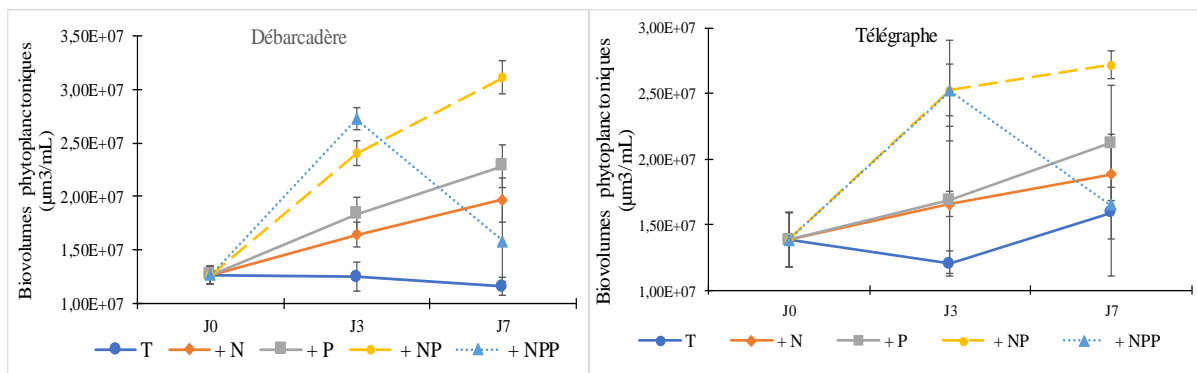 Débarcadère
Biovolumes phytoplanctoniques
(µm3/mL)
3,50E+07
3,00E+07
2,50E+07
2,00E+07
1,50E+07
1,00E+07
J0 J3 J7
T + N + P + NP + NPP
Télégraphe
Biovolumes phytoplanctoniques
(µm3/mL)
3,00E+07
2,50E+07
2,00E+07
1,50E+07
1,00E+07
J0 J3 J7
T + N + P + NP + NPP